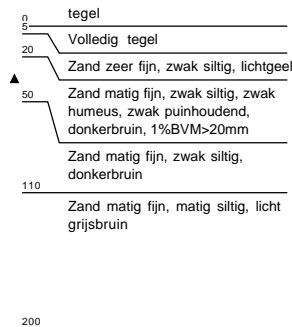 0 tegel
5
Volledig tegel
20
Zand zeer fijn, zwak siltig, lichtgeel
50 Zand matig fijn, zwak siltig, zwak
humeus, zwak puinhoudend,
donkerbruin, 1%BVM>20mm
Zand matig fijn, zwak siltig,
donkerbruin
110
Zand matig fijn, matig siltig, licht
grijsbruin
200